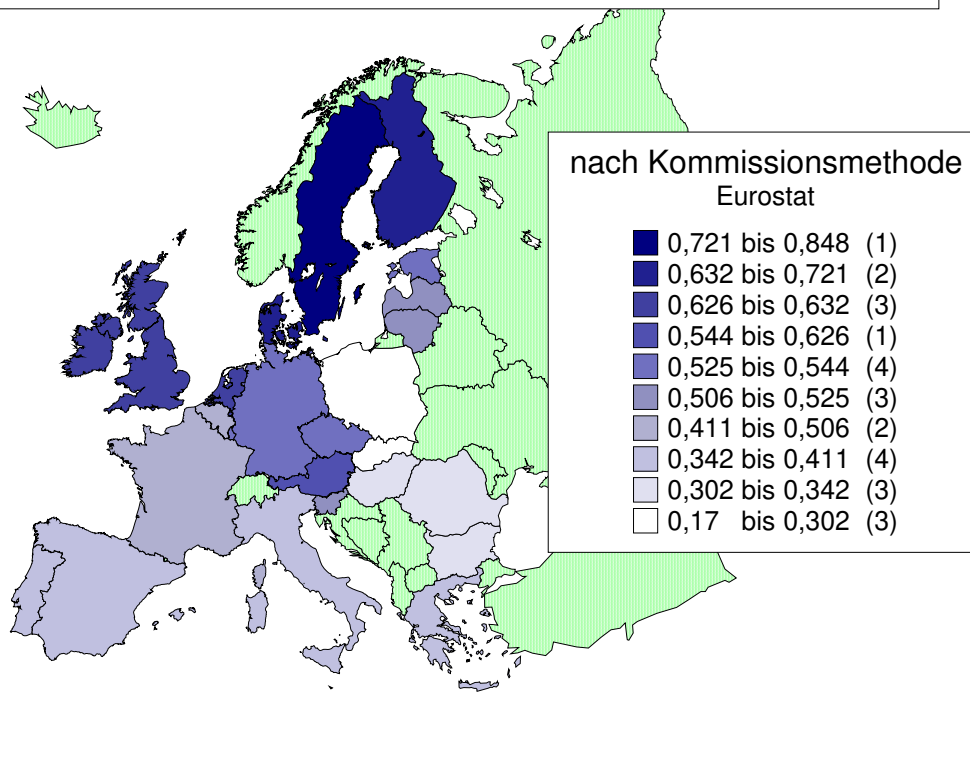 nach Kommissionsmethode
Eurostat
0,721 bis 0,848 (1)
0,632 bis 0,721 (2)
0,626 bis 0,632 (3)
0,544 bis 0,626 (1)
0,525 bis 0,544 (4)
0,506 bis 0,525 (3)
0,411 bis 0,506 (2)
0,342 bis 0,411 (4)
0,302 bis 0,342 (3)
0,17 bis 0,302 (3)